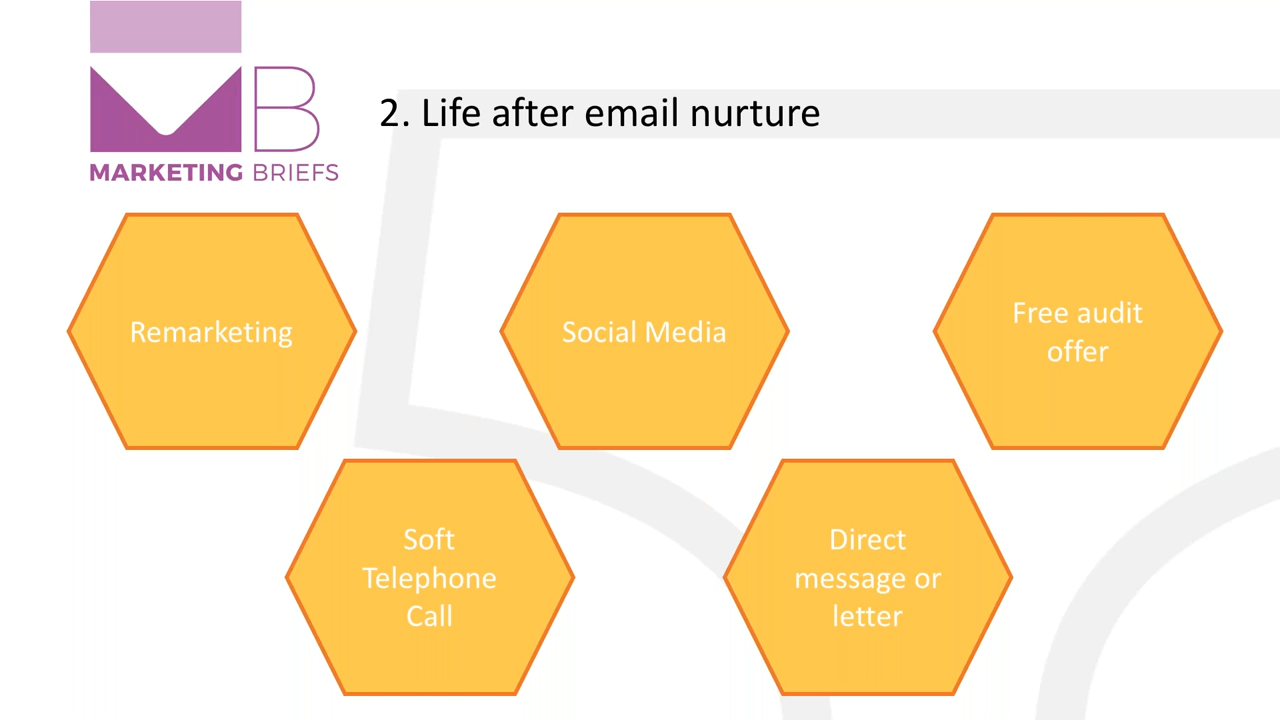 B
MARKETING BRIEFS
2. Life after email nurture
Remarketing
Social Media
Free audit
offer
Soft
Telephone
Call
Direct
message or
letter